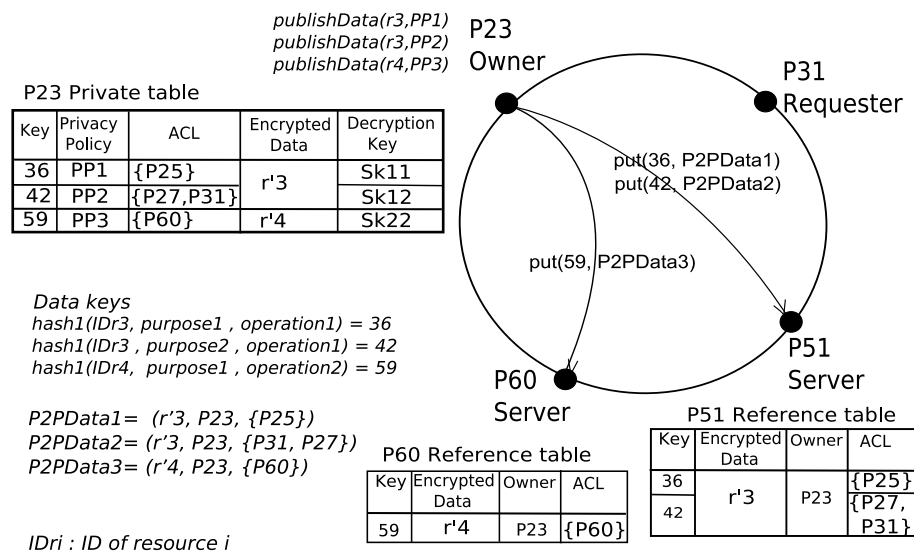 publishData(r3,PP1)
publishData(r3,PP2)
publishData(r4,PP3)
P23
Owner
P31
Requester
P23 Private table
Key Privacy Policy ACL Encrypted Data Decryption Key
36 PP1 {P25} r'3 Sk11
42 PP2 {P27,P31} Sk12
59 PP3 {P60} r'4 Sk22
put(36, P2PData1)
put(42, P2PData2)
put(59, P2PData3)
Data keys
hash1(IDr3, purpose1 , operation1) = 36
hash1(IDr3 , purpose2 , operation1) = 42
hash1(IDr4, purpose1 , operation2) = 59
P51
Server
P60
Server
P2PData1= (r'3, P23, {P25})
P2PData2= (r'3, P23, {P31, P27})
P2PData3= (r'4, P23, {P60})
P60 Reference table
Key Encrypted Data Owner ACL
59 r'4 P23 {P60}
P51 Reference table
Key Encrypted Data Owner ACL
36 r'3 P23 {P25}
42 {P27, P31}
IDri : ID of resource i